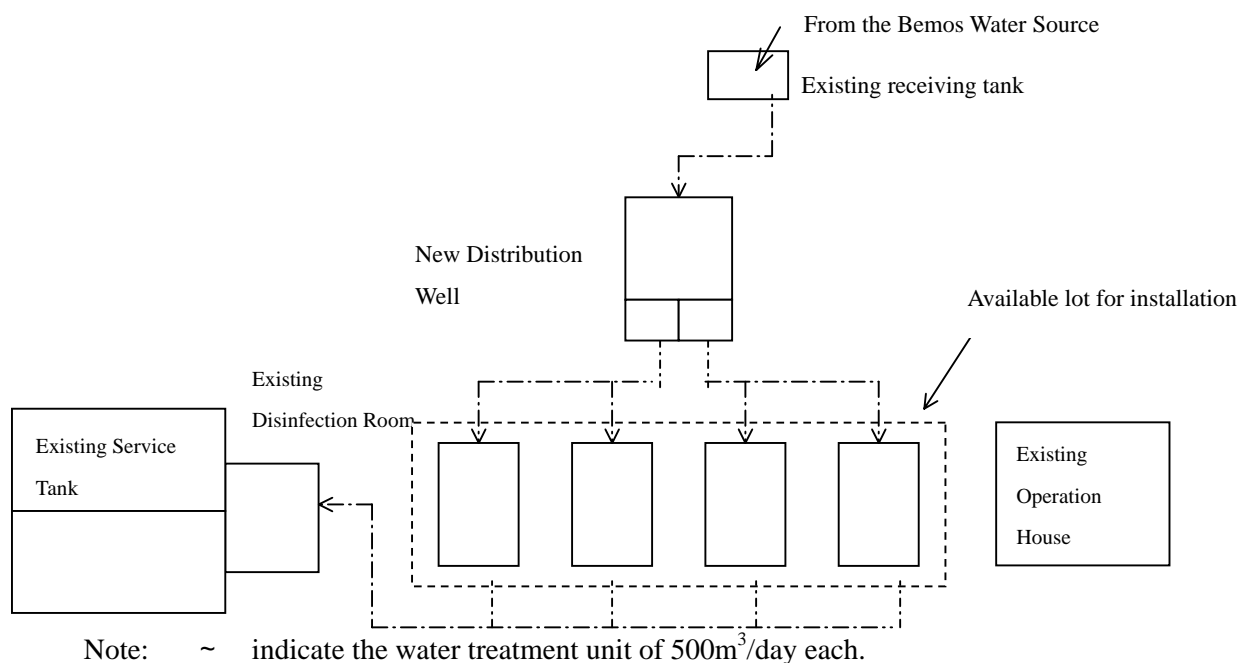 From the Bemos Water Source
Existing receiving tank
New Distribution
Well
Available lot for installation
Existing
Disinfection Room
Existing Service
Tank
Existing
Operation
House
Note: ~ indicate the water treatment unit of 500m³/day each.